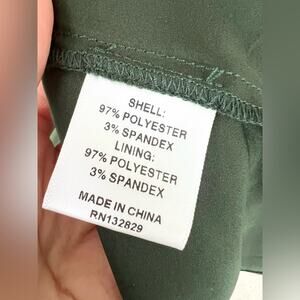 SHELL:
97% POLYESTER
3% SPANDEX
LINING:
97% POLYESTER
3% SPANDEX
MADE IN CHINA
RN132829